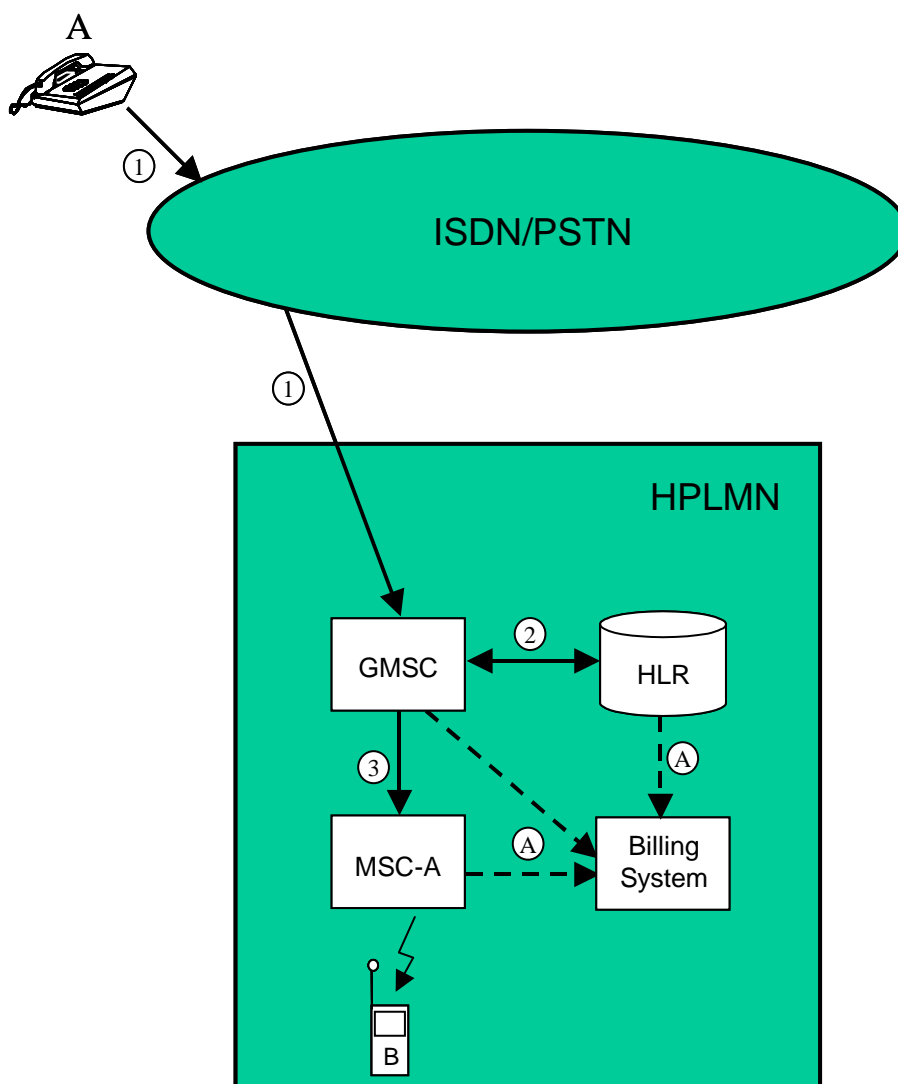 A
1
ISDN/PSTN
1
HPLMN
GMSC
2
HLR
3
A
MSC-A
A
Billing
System
B